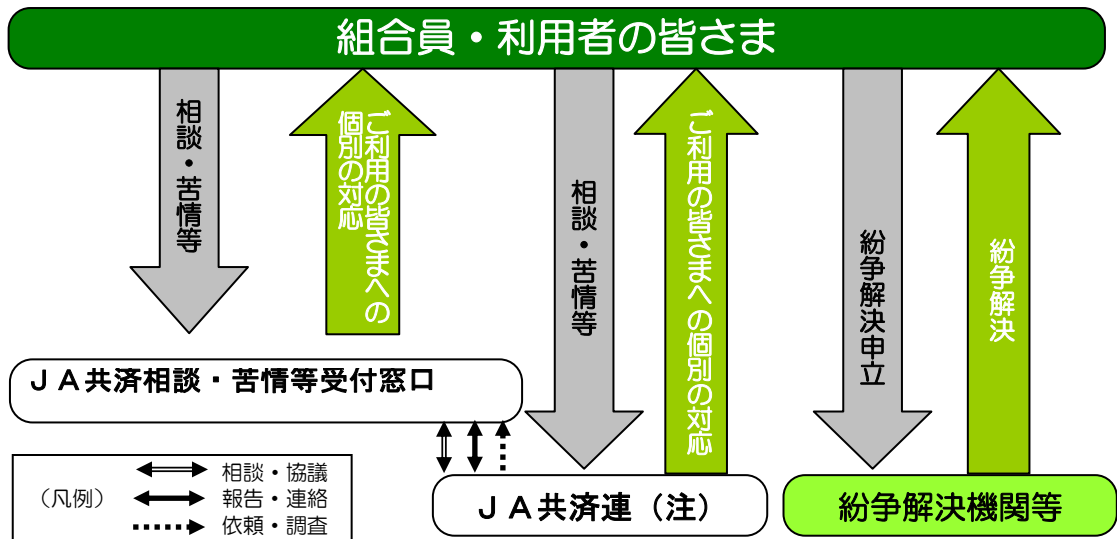 組合員・利用者の皆さま
相談・苦情等
ご利用の皆さまへの
個別の対応
相談・苦情等
ご利用の皆さまへの個別の対応
紛争解決申立
紛争解決
ＪＡ共済相談・苦情等受付窓口
（凡例）
相談・協議
報告・連絡
依頼・調査
ＪＡ共済連（注）
紛争解決機関等